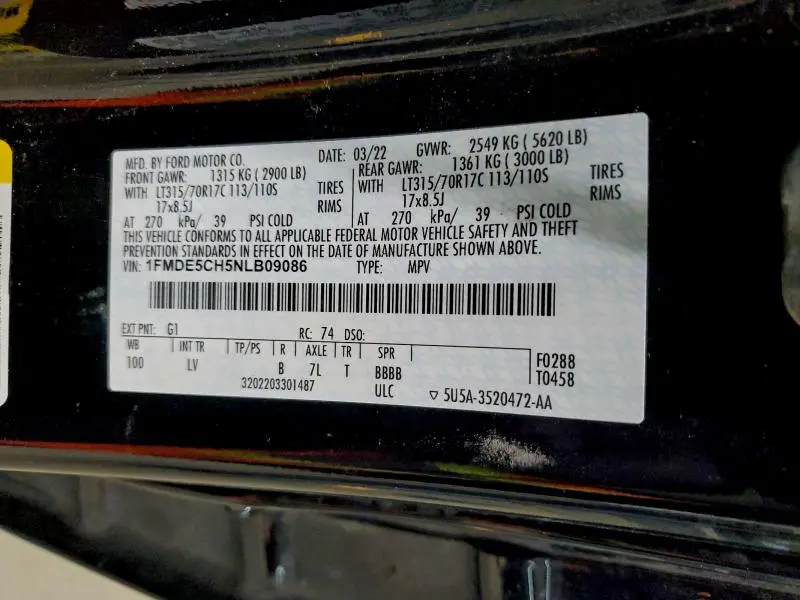 MFD. BY FORD MOTOR CO. DATE: 03/22 GVWR: 2549 KG ( 5620 LB)
FRONT GAWR: 1315 KG ( 2900 LB) REAR GAWR: 1361 KG ( 3000 LB)
WITH LT315/70R17C 113/110S TIRES WITH LT315/70R17C 113/110S TIRES
17x8.5J RIMS 17x8.5J RIMS
AT 270 kPa/ 39 PSI COLD AT 270 kPa/ 39 PSI COLD
THIS VEHICLE CONFORMS TO ALL APPLICABLE FEDERAL MOTOR VEHICLE SAFETY AND THEFT
PREVENTION STANDARDS IN EFFECT ON THE DATE OF MANUFACTURE SHOWN ABOVE.
VIN: 1FMDE5CH5NLB09086 TYPE: MPV
EXT PNT: G1 RC: 74 DSO:
WB INT TR TP/PS R AXLE TR SPR F0288
100 LV B 7L T BBBB T0458
3202203301487 ULC ▽ 5U5A-3520472-AA